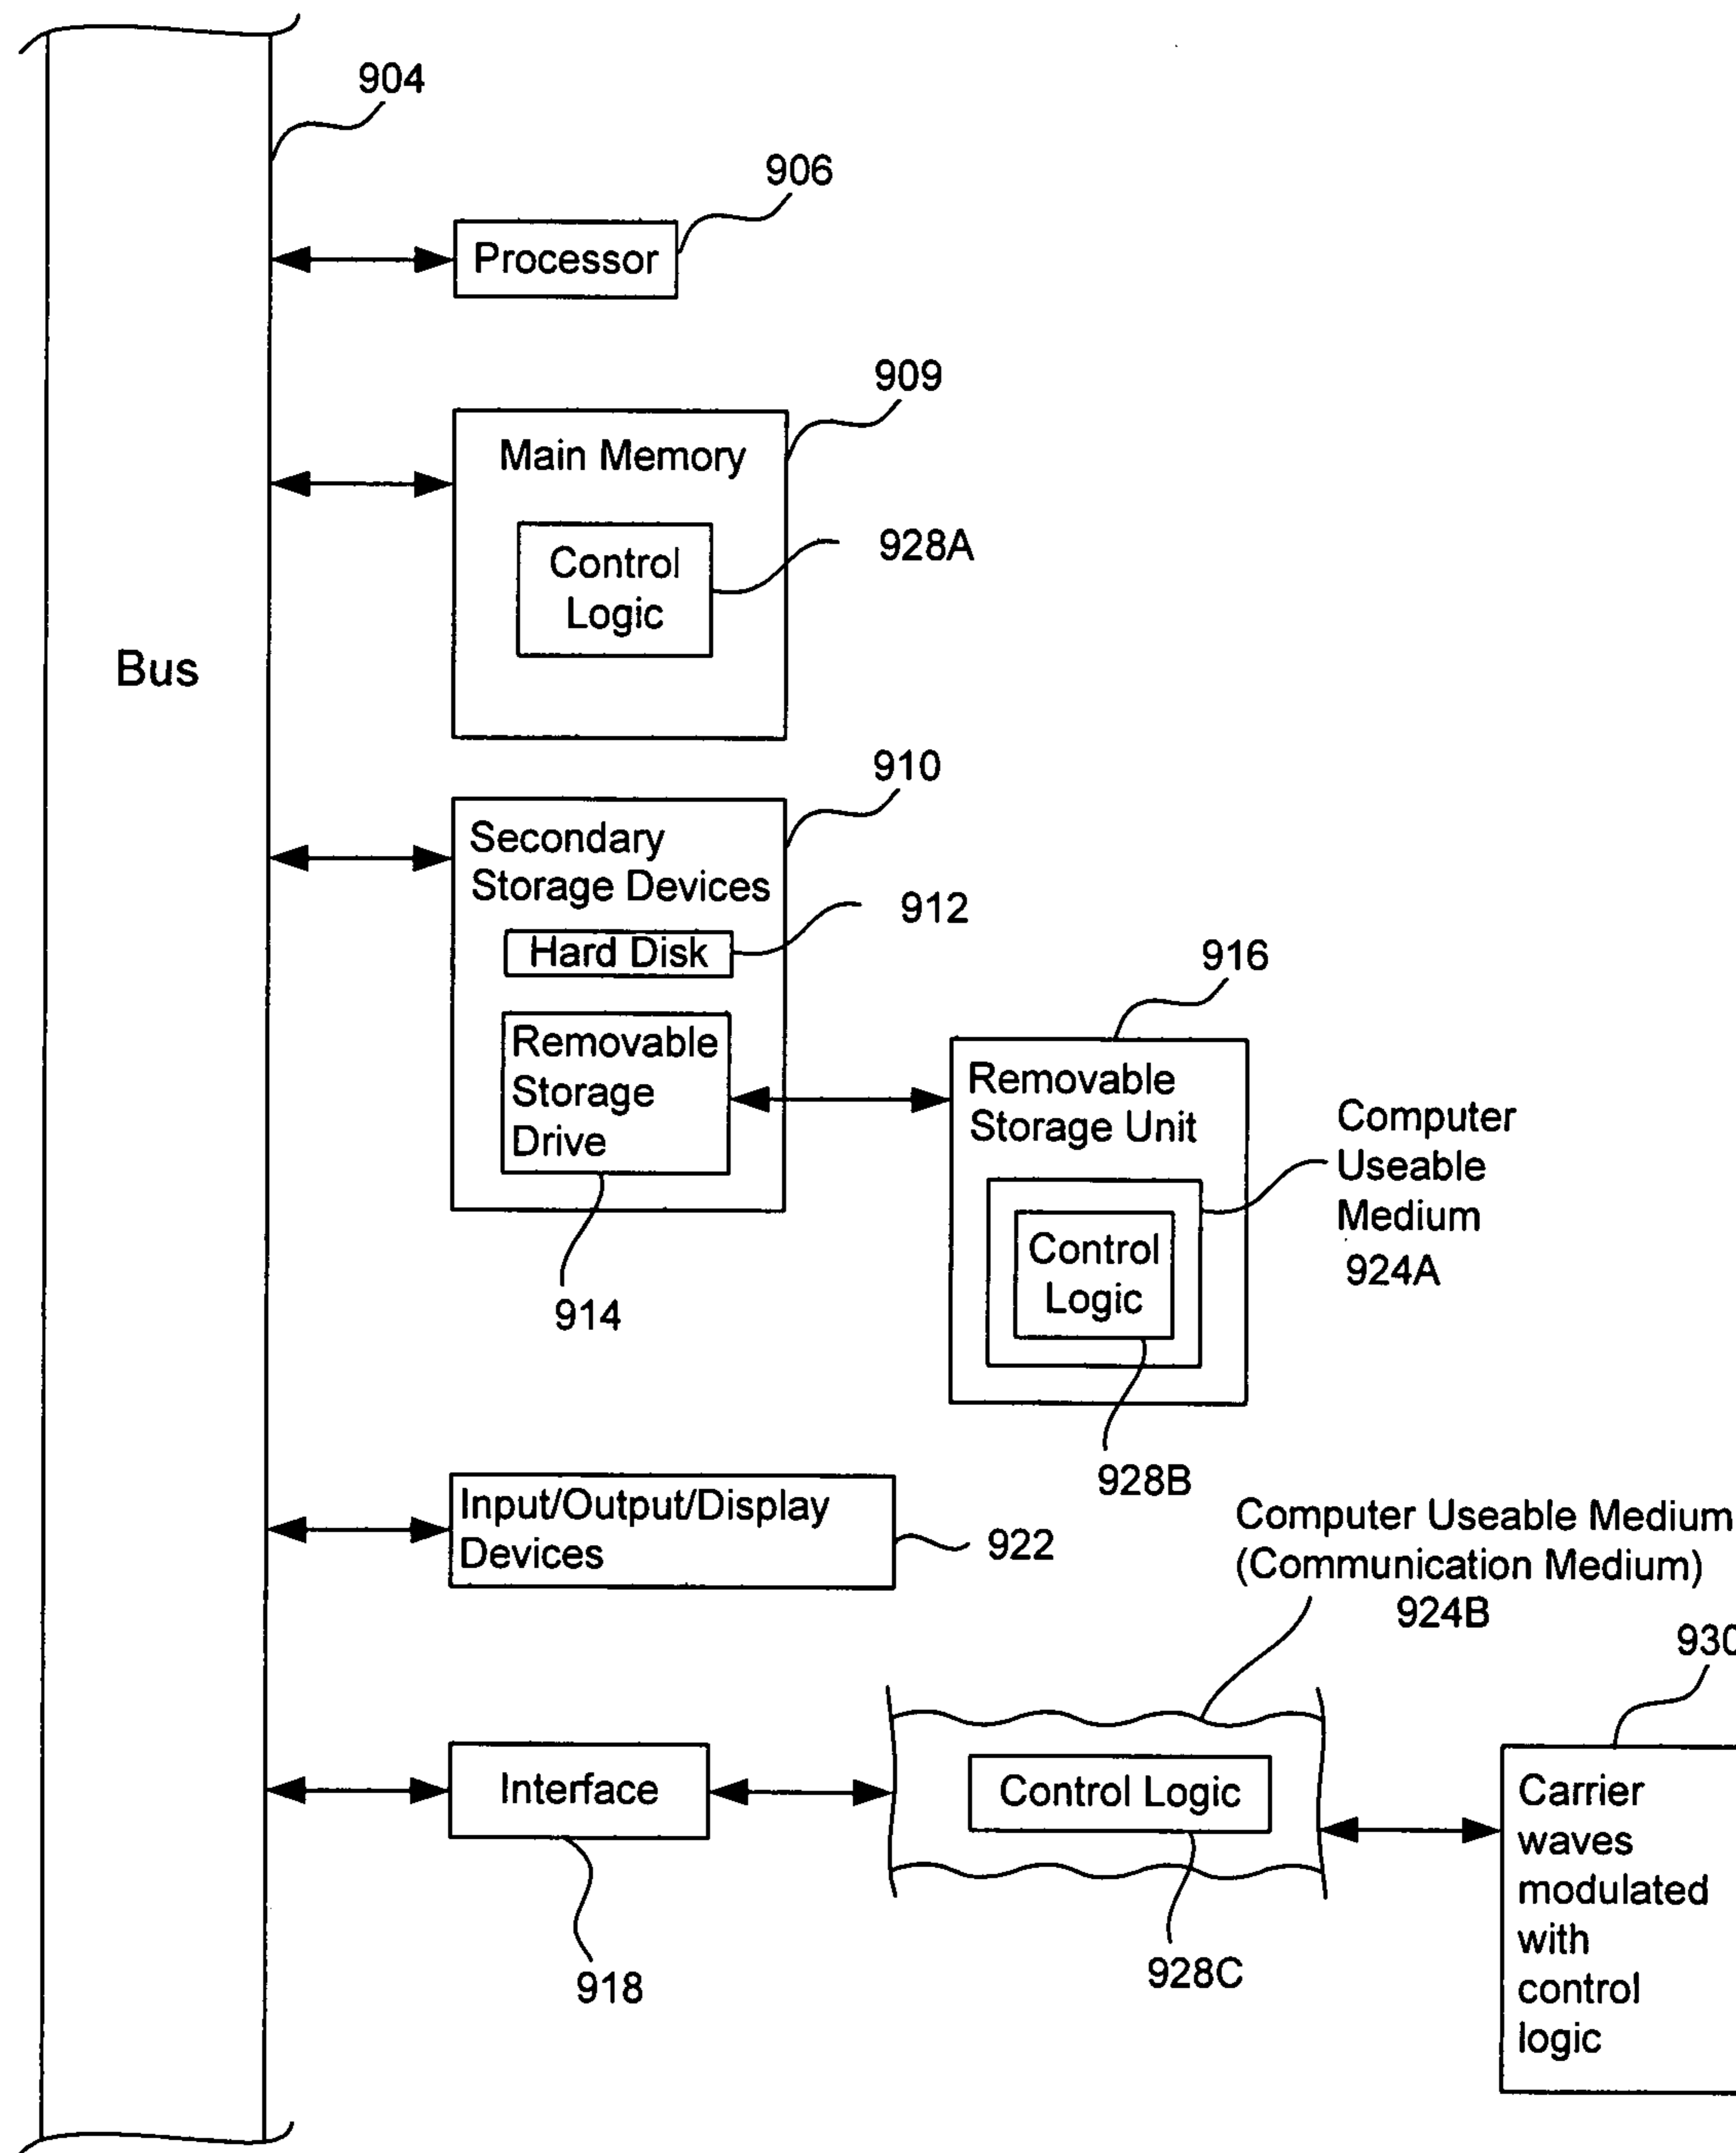 904
906
Processor
909
Main Memory
Control
Logic
928A
Bus
910
Secondary
Storage Devices
912
Hard Disk
916
Removable
Storage
Drive
Removable
Storage Unit
Computer
Useable
Medium
924A
Control
Logic
914
928B
Input/Output/Display
Devices
922
Computer Useable Medium
(Communication Medium)
924B
930
Interface
Control Logic
Carrier
waves
modulated
with
control
logic
918
928C